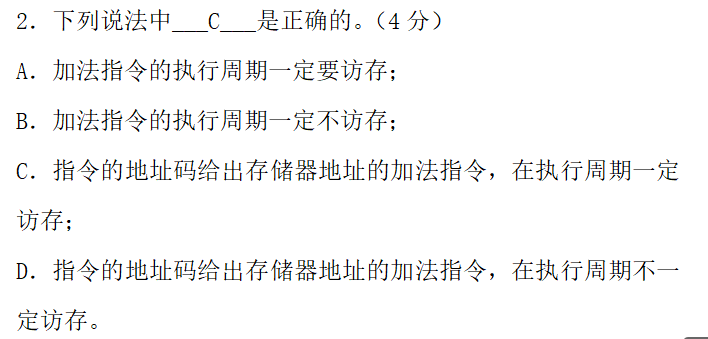 2. 下列说法中___C___是正确的。（4分）
A. 加法指令的执行周期一定要访存；
B. 加法指令的执行周期一定不访存；
C. 指令的地址码给出存储器地址的加法指令，在执行周期一定
访存；
D. 指令的地址码给出存储器地址的加法指令，在执行周期不一
定访存。